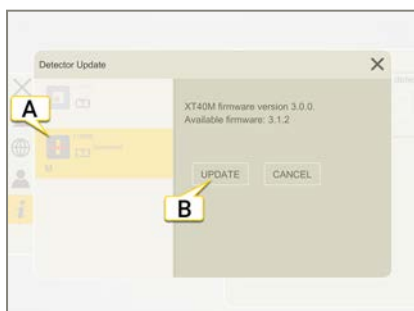 Detector Update
A
XT40M firmware version 3.0.0.
Available firmware: 3.1.2
M
UPDATE
CANCEL
B